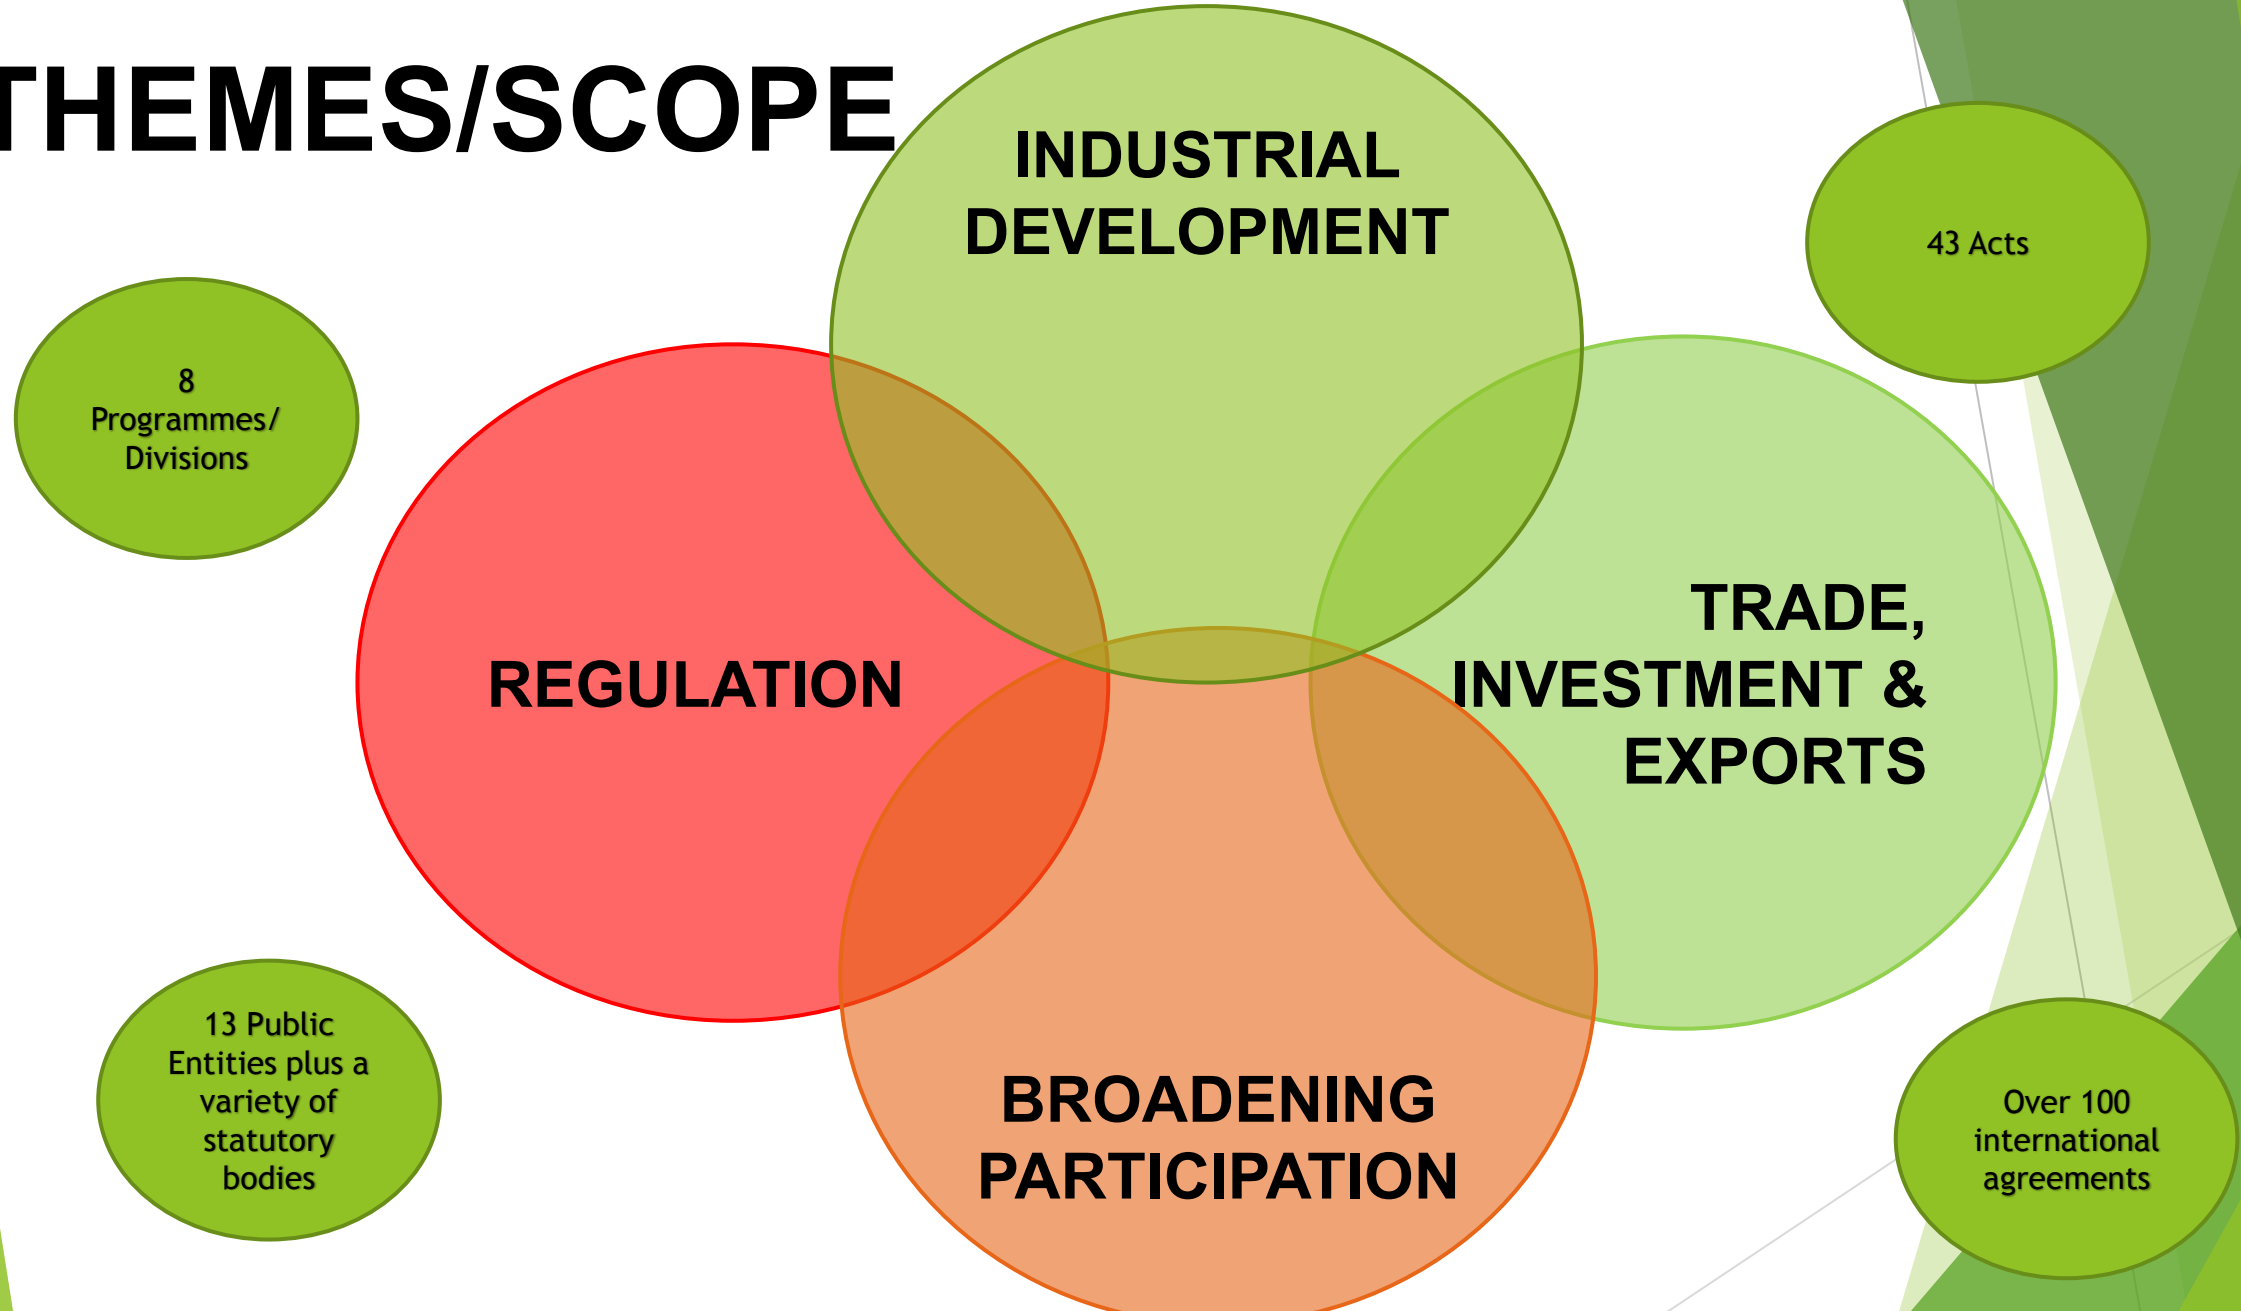 THEMES/SCOPE
INDUSTRIAL
DEVELOPMENT
43 Acts
8
Programmes/
Divisions
REGULATION
TRADE,
INVESTMENT &
EXPORTS
13 Public
Entities plus a
variety of
statutory
bodies
BROADENING
PARTICIPATION
Over 100
international
agreements